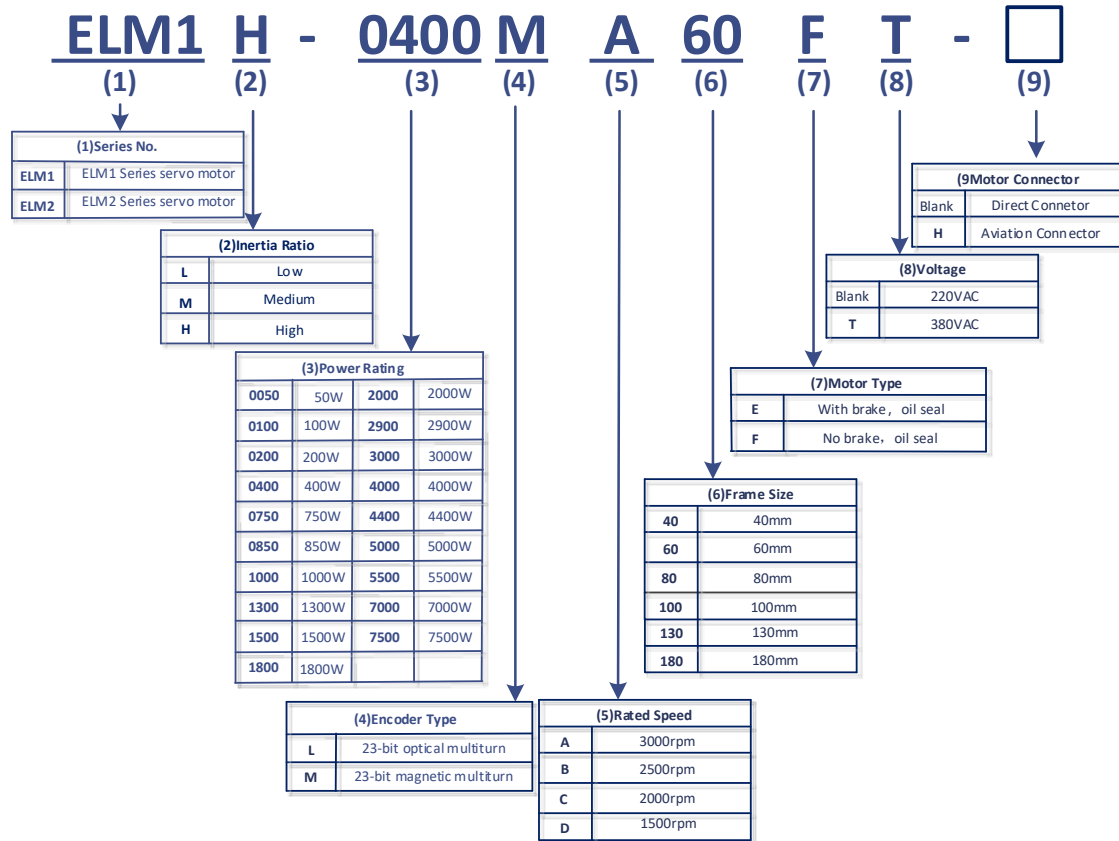 ELM1 H - 0400 M A 60 F T - □
(1) (2) (3) (4) (5) (6) (7) (8) (9)
(1)Series No.
ELM1 ELM1 Series servo motor
ELM2 ELM2 Series servo motor
(2)Inertia Ratio
L Low
M Medium
H High
(3)Power Rating
0050 50W 2000 2000W
0100 100W 2900 2900W
0200 200W 3000 3000W
0400 400W 4000 4000W
0750 750W 4400 4400W
0850 850W 5000 5000W
1000 1000W 5500 5500W
1300 1300W 7000 7000W
1500 1500W 7500 7500W
1800 1800W
(4)Encoder Type
L 23-bit optical multiturn
M 23-bit magnetic multiturn
(5)Rated Speed
A 3000rpm
B 2500rpm
C 2000rpm
D 1500rpm
(6)Frame Size
40 40mm
60 60mm
80 80mm
100 100mm
130 130mm
180 180mm
(7)Motor Type
E With brake, oil seal
F No brake, oil seal
(8)Voltage
Blank 220VAC
T 380VAC
(9Motor Connector
Blank Direct Connetor
H Aviation Connector